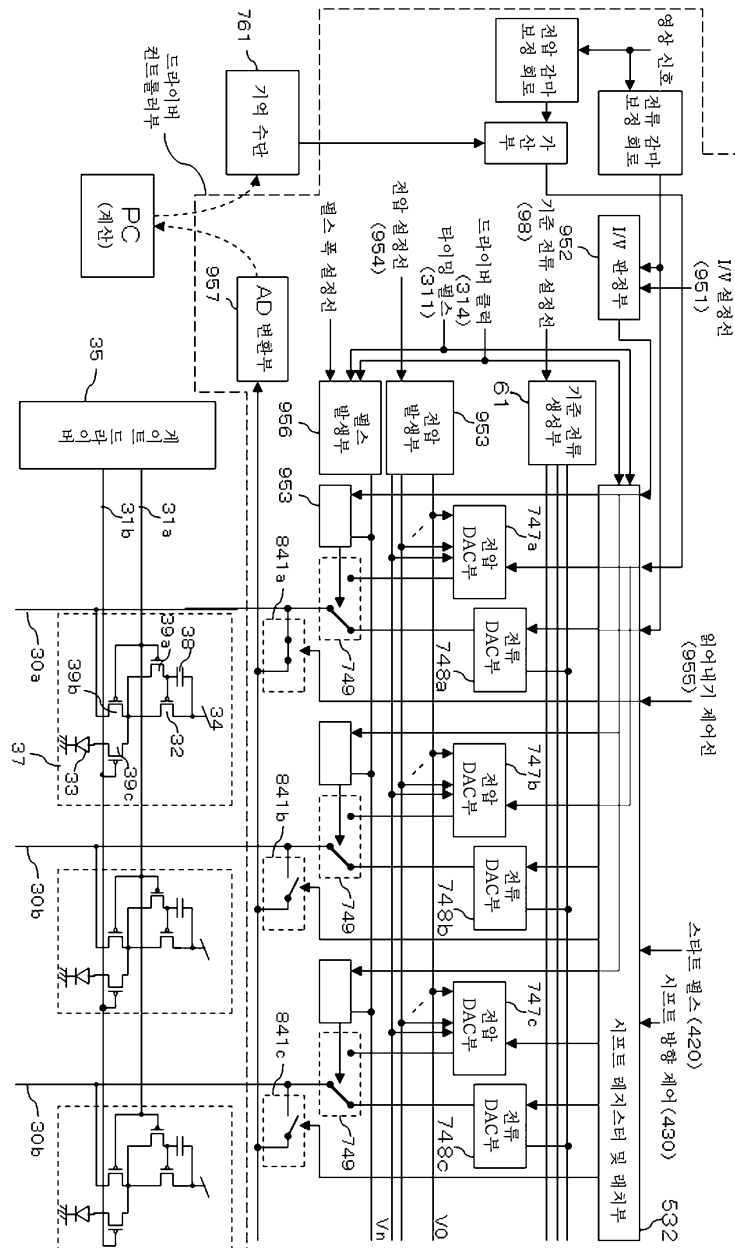 영상 신호
전류 감마
보정 회로
전압 감마
보정 회로
가
산
부
기억 수단
761
드라이버
컨트롤러부
PC
(계산)
I/V 설정선
(951)
I/V 판정부
952
기준 전류 설정선
(98)
드라이버 클럭
(314)
타이밍 펄스
(311)
전압 설정선
(954)
펄스 폭 설정선
AD 변환부
957
기준 전류
생성부
61
전압
발생부
953
펄스
발생부
956
게이트 드라이버
35
31a
31b
953
전압
DAC부
747a
전류
DAC부
748a
749
841a
읽어내기 제어선
(955)
전압
DAC부
747b
전류
DAC부
748b
749
841b
스타트 펄스 (420)
시프트 방향 제어 (430)
전압
DAC부
747c
전류
DAC부
748c
749
841c
시프트 레지스터 및 래치부
532
V0
Vn
30a
39a
38
34
39b
32
39c
33
37
30b
30b